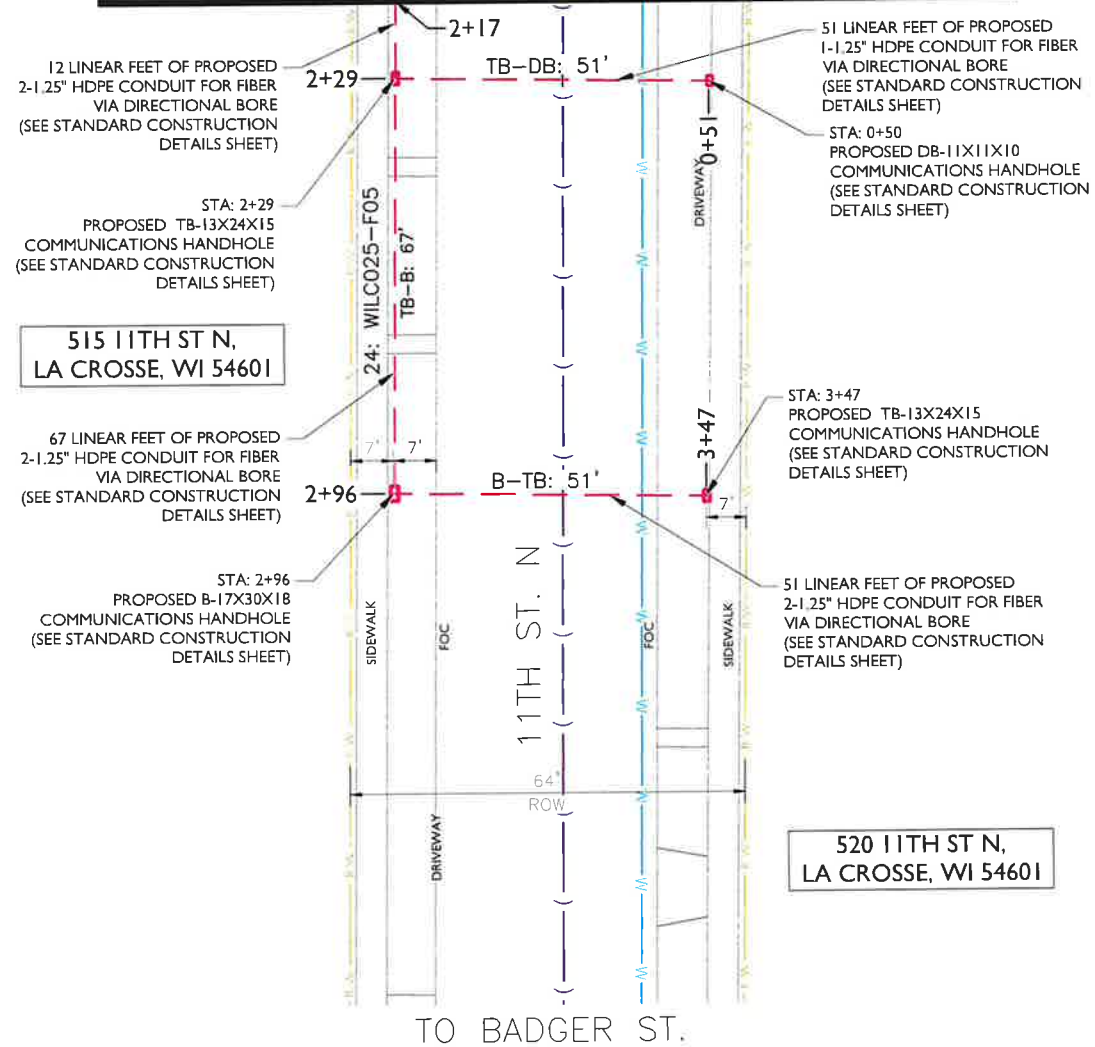 2+17
12 LINEAR FEET OF PROPOSED
2-1.25" HDPE CONDUIT FOR FIBER
VIA DIRECTIONAL BORE
(SEE STANDARD CONSTRUCTION
DETAILS SHEET)
2+29
TB-DB: 51'
51 LINEAR FEET OF PROPOSED
1-1.25" HDPE CONDUIT FOR FIBER
VIA DIRECTIONAL BORE
(SEE STANDARD CONSTRUCTION
DETAILS SHEET)
0+51
DRIVEWAY
STA: 0+50
PROPOSED DB-11X11X10
COMMUNICATIONS HANDHOLE
(SEE STANDARD CONSTRUCTION
DETAILS SHEET)
STA: 2+29
PROPOSED TB-13X24X15
COMMUNICATIONS HANDHOLE
(SEE STANDARD CONSTRUCTION
DETAILS SHEET)
24: WILC025-F05
TB-B: 67'
515 11TH ST N,
LA CROSSE, WI 54601
67 LINEAR FEET OF PROPOSED
2-1.25" HDPE CONDUIT FOR FIBER
VIA DIRECTIONAL BORE
(SEE STANDARD CONSTRUCTION
DETAILS SHEET)
7' 7'
2+96
B-TB: 51'
3+47
7'
STA: 3+47
PROPOSED TB-13X24X15
COMMUNICATIONS HANDHOLE
(SEE STANDARD CONSTRUCTION
DETAILS SHEET)
STA: 2+96
PROPOSED B-17X30X18
COMMUNICATIONS HANDHOLE
(SEE STANDARD CONSTRUCTION
DETAILS SHEET)
51 LINEAR FEET OF PROPOSED
2-1.25" HDPE CONDUIT FOR FIBER
VIA DIRECTIONAL BORE
(SEE STANDARD CONSTRUCTION
DETAILS SHEET)
SIDEWALK
FOC
11TH ST. N
FOC
SIDEWALK
64'
ROW
DRIVEWAY
520 11TH ST N,
LA CROSSE, WI 54601
TO BADGER ST.